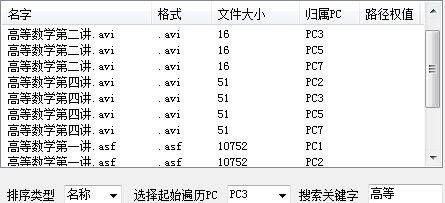 名字 格式 文件大小 归属PC 路径权值
高等数学第二讲.avi .avi 16 PC3
高等数学第二讲.avi .avi 16 PC5
高等数学第二讲.avi .avi 16 PC7
高等数学第四讲.avi .avi 51 PC2
高等数学第四讲.avi .avi 51 PC3
高等数学第四讲.avi .avi 51 PC5
高等数学第四讲.avi .avi 51 PC7
高等数学第一讲.asf .asf 10752 PC1
高等数学第一讲.asf .asf 10752 PC2
排序类型 名称 选择起始遍历PC PC3 搜索关键字 高等